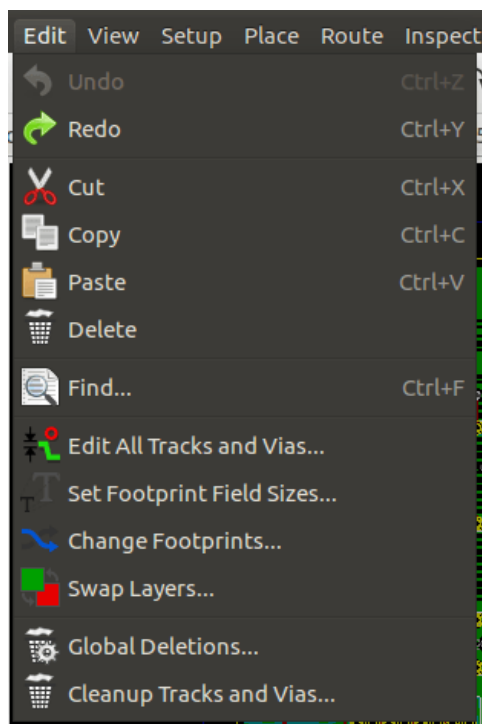 Edit View Setup Place Route Inspect
Undo Ctrl+Z
Redo Ctrl+Y
Cut Ctrl+X
Copy Ctrl+C
Paste Ctrl+V
Delete
Find... Ctrl+F
Edit All Tracks and Vias...
Set Footprint Field Sizes...
Change Footprints...
Swap Layers...
Global Deletions...
Cleanup Tracks and Vias...